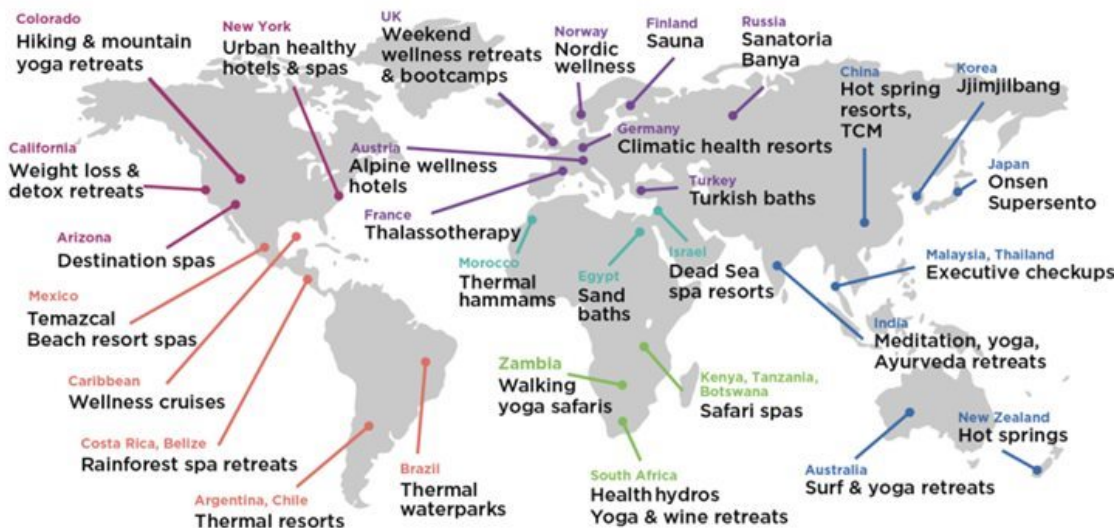 Colorado
Hiking & mountain
yoga retreats
New York
Urban healthy
hotels & spas
UK
Weekend
wellness retreats
& bootcamps
Norway
Nordic
wellness
Finland
Sauna
Russia
Sanatoria
Banya
China
Hot spring
resorts,
TCM
Korea
Jjimjilbang
California
Weight loss &
detox retreats
Austria
Alpine wellness
hotels
Germany
Climatic health resorts
Japan
Onsen
Supersento
Turkey
Turkish baths
France
Thalassotherapy
Arizona
Destination spas
Morocco
Thermal
hammams
Egypt
Sand
baths
Israel
Dead Sea
spa resorts
Malaysia, Thailand
Executive checkups
Mexico
Temazcal
Beach resort spas
India
Meditation, yoga,
Ayurveda retreats
Caribbean
Wellness cruises
Zambia
Walking
yoga safaris
Kenya, Tanzania,
Botswana
Safari spas
Costa Rica, Belize
Rainforest spa retreats
New Zealand
Hot springs
Argentina, Chile
Thermal resorts
Brazil
Thermal
waterparks
South Africa
Health hydros
Yoga & wine retreats
Australia
Surf & yoga retreats